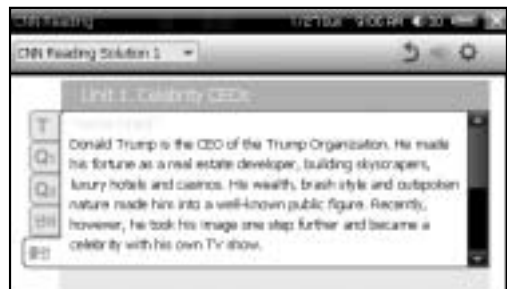 CNN Reading
CNN Reading Solution 1
Unit 1. Celebrity CEOs
T
Q1
Q2
Donald Trump is the CEO of the Trump Organization. He made
his fortune as a real estate developer, building skyscrapers,
luxury hotels and casinos. His wealth, brash style and outspoken
nature made him into a well-known public figure. Recently,
however, he took his image one step further and became a
celebrity with his own TV show.